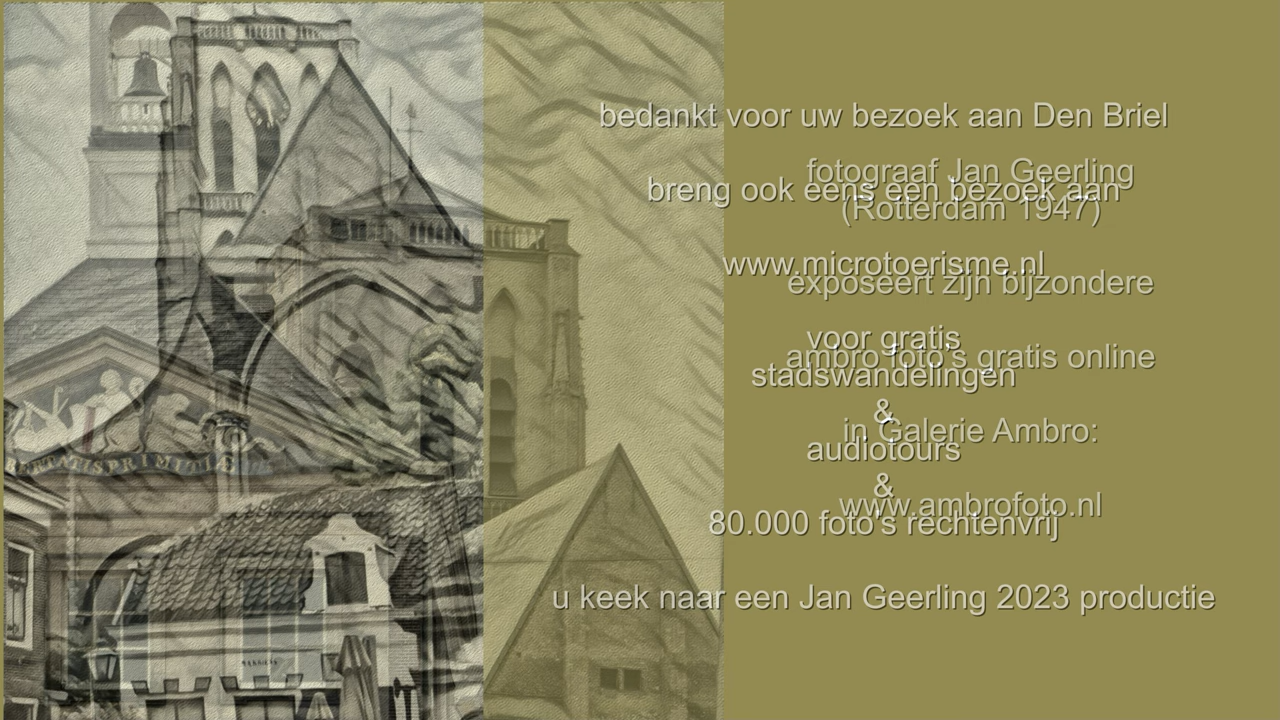 bedankt voor uw bezoek aan Den Briel
breng ook eens een bezoek aan
www.microtoerisme.nl
voor gratis
stadswandelingen
&
audiotours
&
80.000 foto's rechtenvrij
u keek naar een Jan Geerling 2023 productie
fotograaf Jan Geerling
(Rotterdam 1947)
exposeert zijn bijzondere
ambro foto's gratis online
in Galerie Ambro:
www.ambrofoto.nl